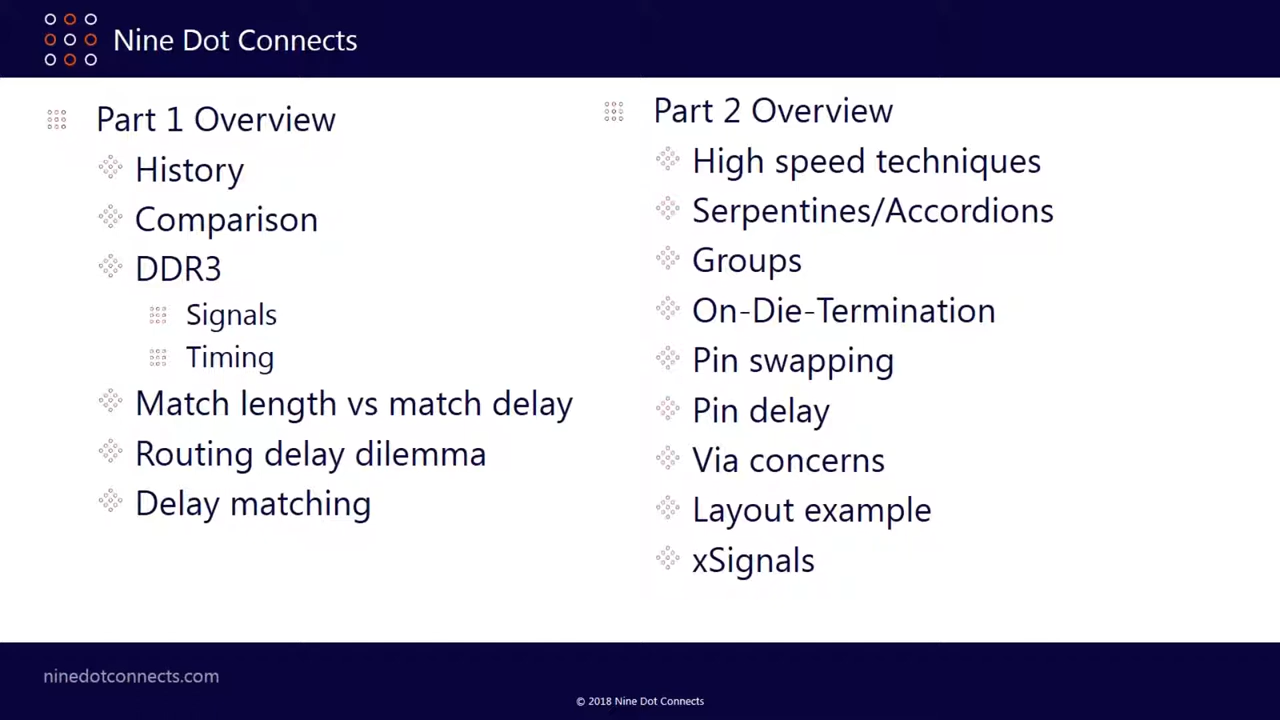 Nine Dot Connects
Part 1 Overview
History
Comparison
DDR3
Signals
Timing
Match length vs match delay
Routing delay dilemma
Delay matching
Part 2 Overview
High speed techniques
Serpentines/Accordions
Groups
On-Die-Termination
Pin swapping
Pin delay
Via concerns
Layout example
xSignals
ninedotconnects.com
© 2018 Nine Dot Connects